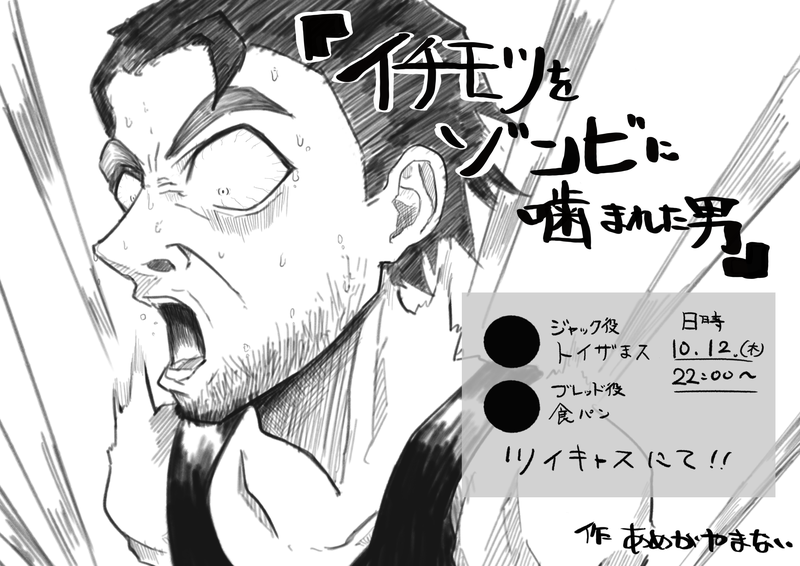 『イチモツを
ゾンビに
噛まれた男』
ジャック役
トイザまス
ブレッド役
食パン
日時
10.12.(木)
22:00〜
ツイキャスにて!!
作 あめがやまない